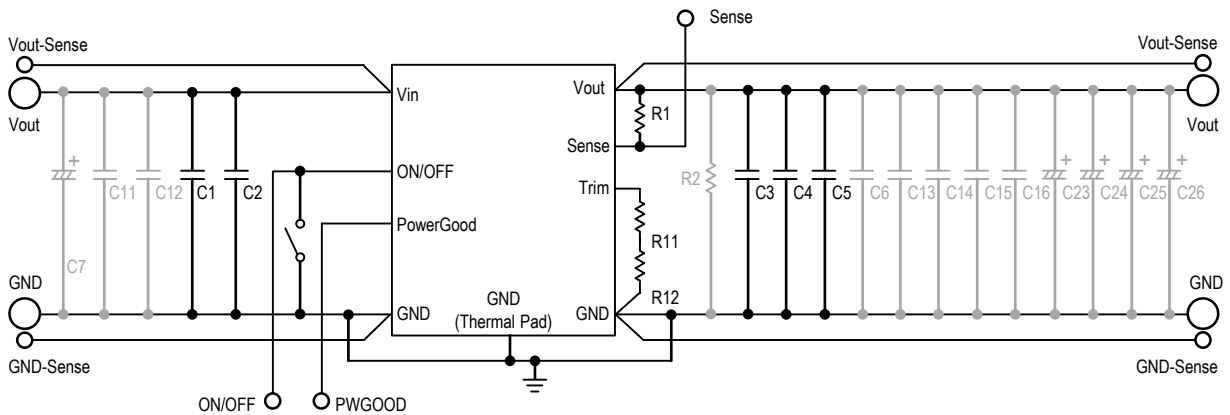 Sense
Vout-Sense
Vout-Sense
Vout
Vin
Vout
R1
Vout
Sense
ON/OFF
Trim
C11
C12
C1
C2
R2
C3
C4
C5
C6
C13
C14
C15
C16
C23
C24
C25
C26
+
+
+
+
+
PowerGood
R11
C7
GND
GND
R12
GND
GND
(Thermal Pad)
GND
GND-Sense
GND-Sense
ON/OFF
PWGOOD